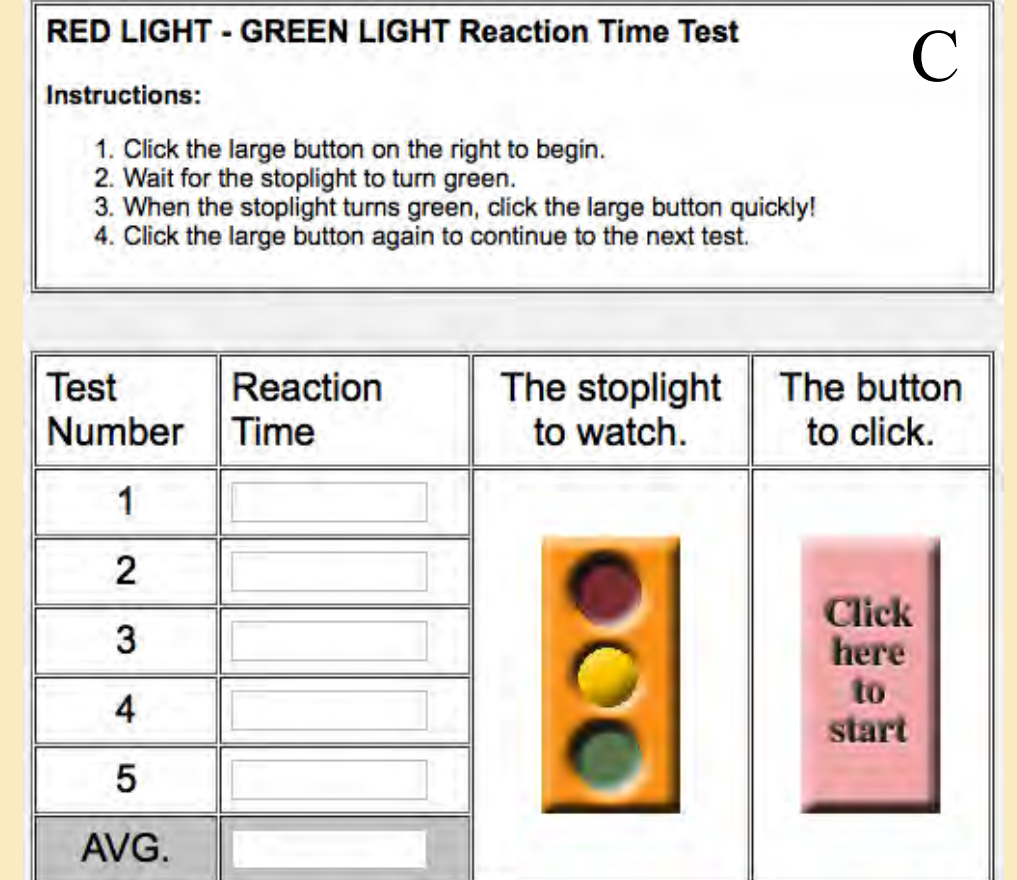 RED LIGHT - GREEN LIGHT Reaction Time Test
C
Instructions:
1. Click the large button on the right to begin.
2. Wait for the stoplight to turn green.
3. When the stoplight turns green, click the large button quickly!
4. Click the large button again to continue to the next test.
Test
Number
Reaction
Time
The stoplight
to watch.
The button
to click.
1
2
3
4
5
AVG.
Click
here
to
start